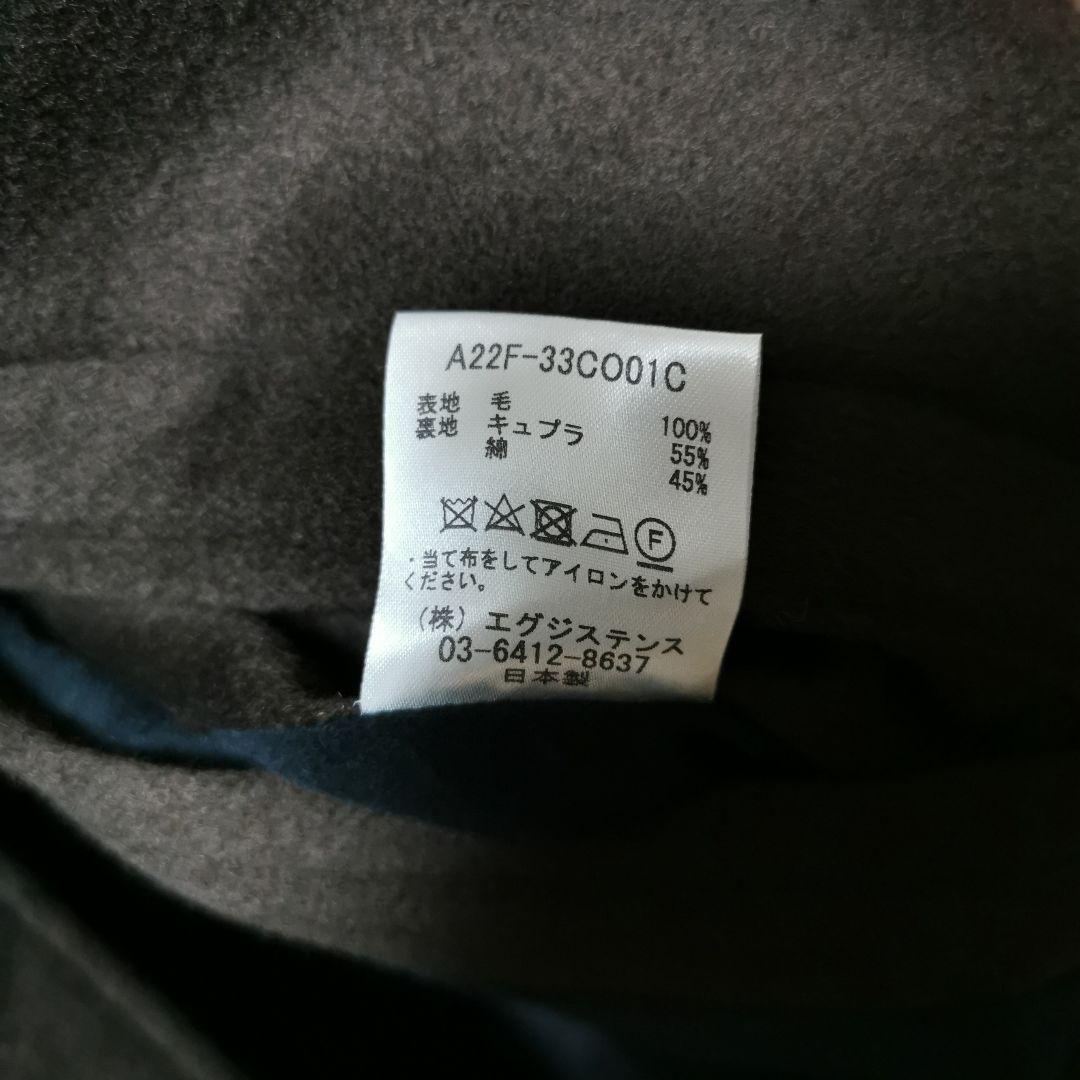 A22F-33CO01C
表地 毛 100%
裏地 キュプラ 55%
綿 45%
F
・当て布をしてアイロンをかけて
ください。
(株) エグジステンス
03-6412-8637
日本製